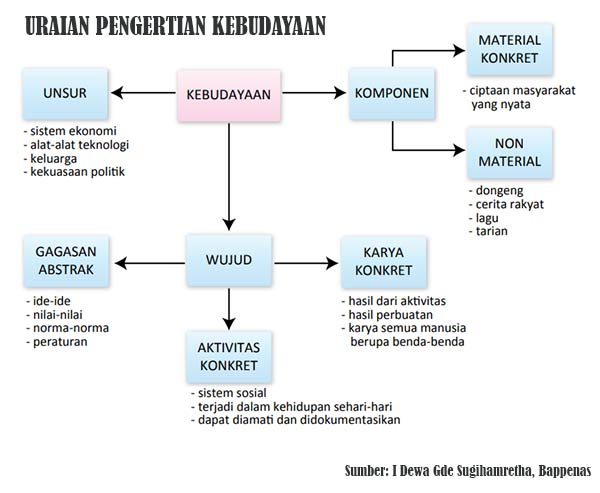 URAIAN PENGERTIAN KEBUDAYAAN
UNSUR
- sistem ekonomi
- alat-alat teknologi
- keluarga
- kekuasaan politik
KEBUDAYAAN
KOMPONEN
MATERIAL
KONKRET
- ciptaan masyarakat
yang nyata
NON
MATERIAL
- dongeng
- cerita rakyat
- lagu
- tarian
GAGASAN
ABSTRAK
- ide-ide
- nilai-nilai
- norma-norma
- peraturan
WUJUD
KARYA
KONKRET
- hasil dari aktivitas
- hasil perbuatan
- karya semua manusia
berupa benda-benda
AKTIVITAS
KONKRET
- sistem sosial
- terjadi dalam kehidupan sehari-hari
- dapat diamati dan didokumentasikan
Sumber: I Dewa Gde Sugihamretha, Bappenas